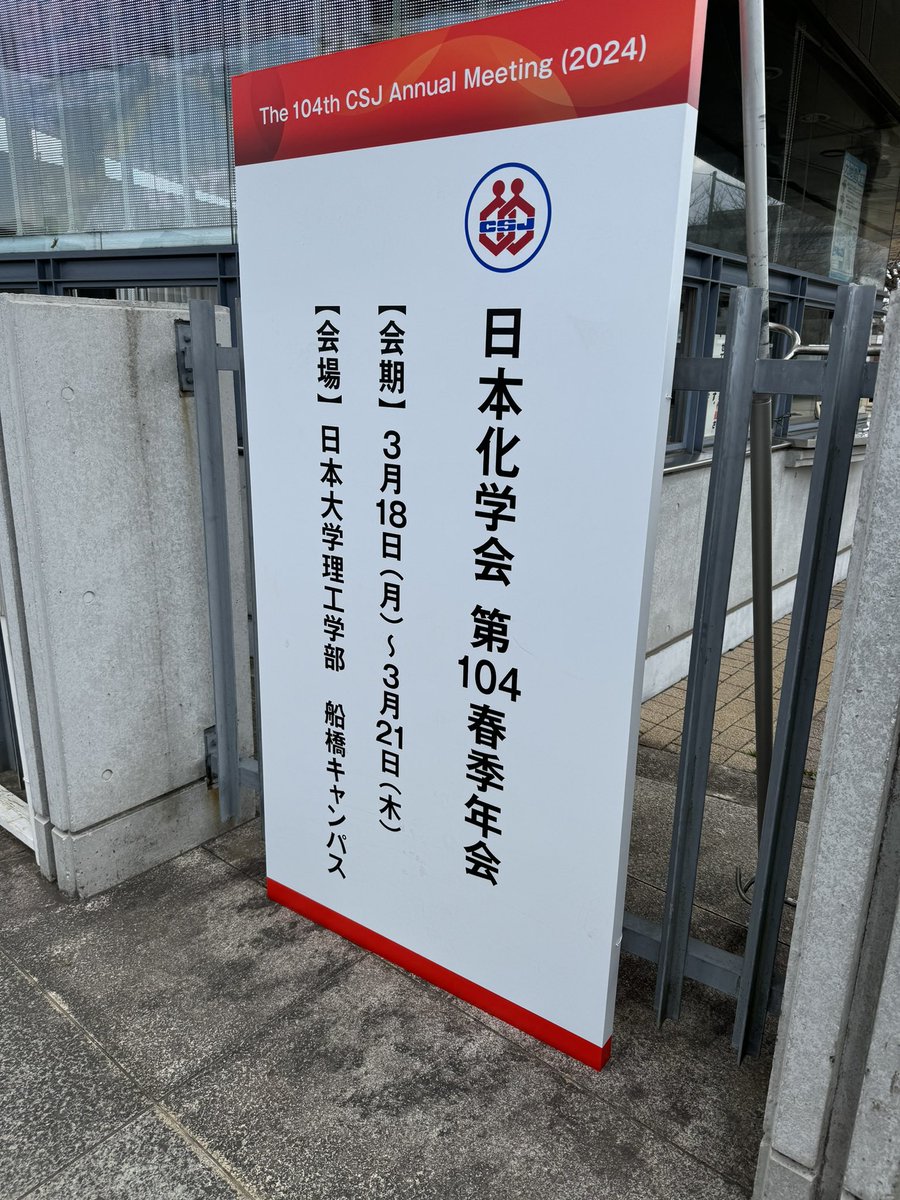 The 104th CSJ Annual Meeting (2024)
CSJ
日本化学会 第104春季年会
【会期】 3月18日(月)~3月21日(木)
【会場】 日本大学理工学部 船橋キャンパス